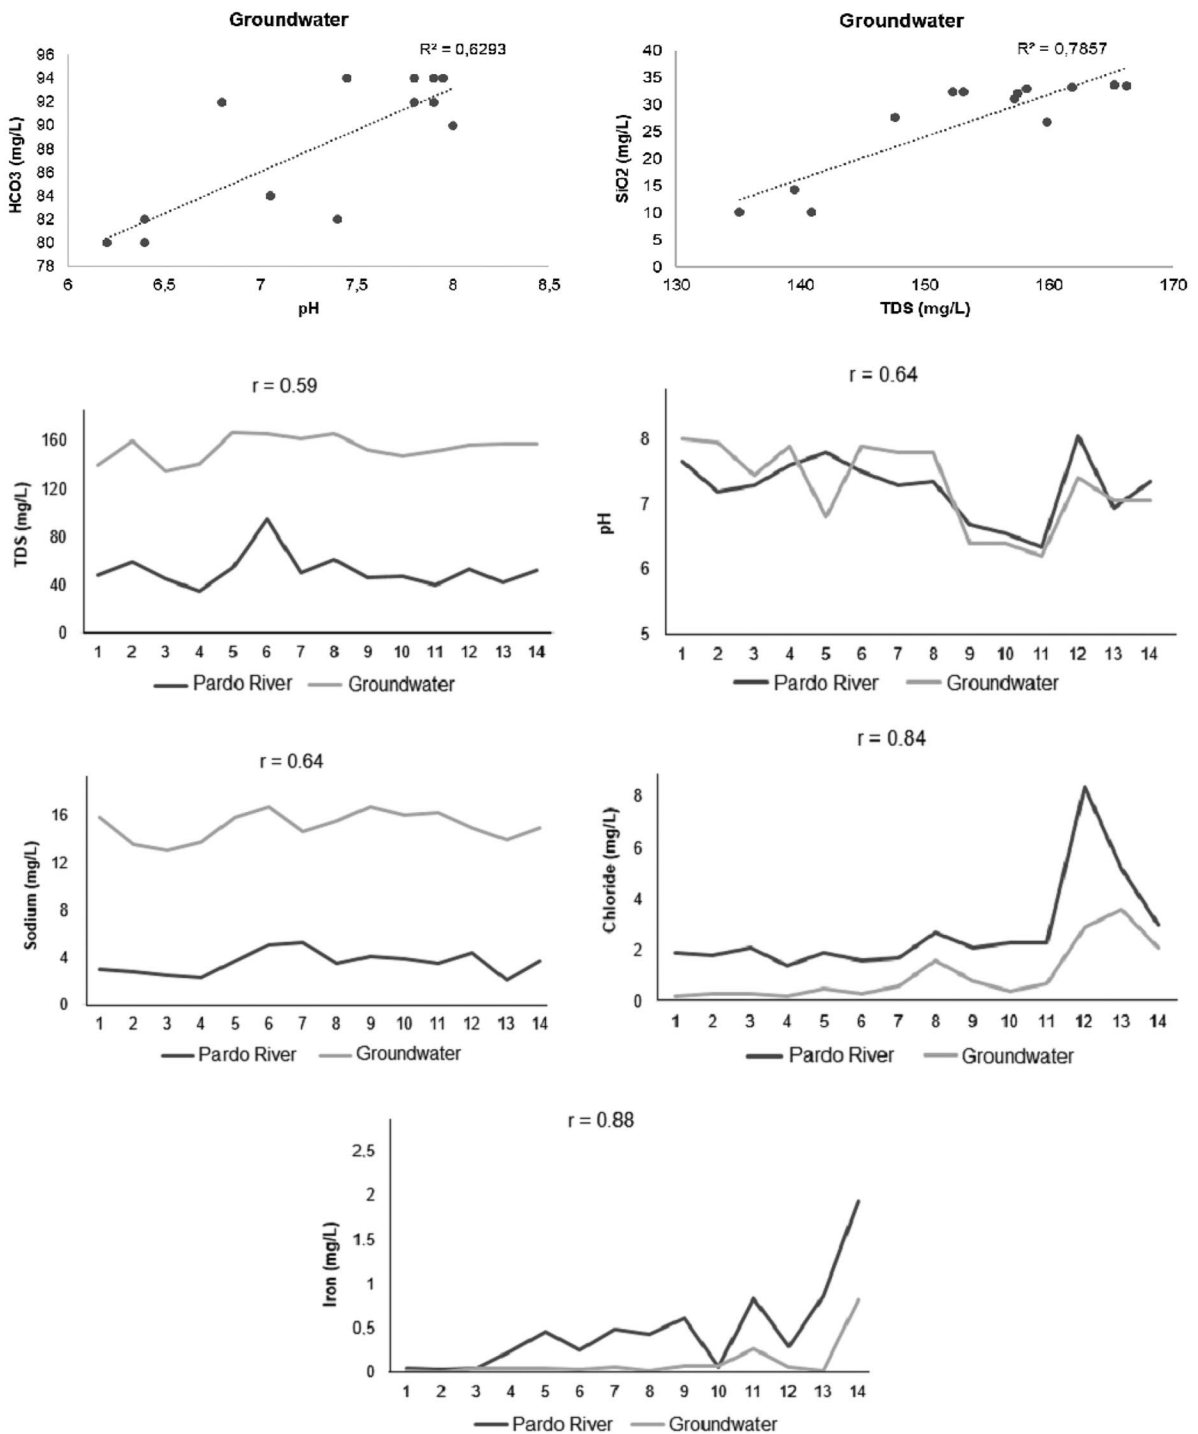 Groundwater
R² = 0,6293
HCO3 (mg/L)
96
94
92
90
88
86
84
82
80
78
6 6,5 7 7,5 8 8,5
pH
Groundwater
R² = 0,7857
SiO2 (mg/L)
40
35
30
25
20
15
10
5
0
130 140 150 160 170
TDS (mg/L)
r = 0.59
TDS (mg/L)
160
120
80
40
0
1 2 3 4 5 6 7 8 9 10 11 12 13 14
Pardo River Groundwater
r = 0.64
pH
8
7
6
5
1 2 3 4 5 6 7 8 9 10 11 12 13 14
Pardo River Groundwater
r = 0.64
Sodium (mg/L)
16
12
8
4
0
1 2 3 4 5 6 7 8 9 10 11 12 13 14
Pardo River Groundwater
r = 0.84
Chloride (mg/L)
8
6
4
2
0
1 2 3 4 5 6 7 8 9 10 11 12 13 14
Pardo River Groundwater
r = 0.88
Iron (mg/L)
2.5
2
1.5
1
0.5
0
1 2 3 4 5 6 7 8 9 10 11 12 13 14
Pardo River Groundwater